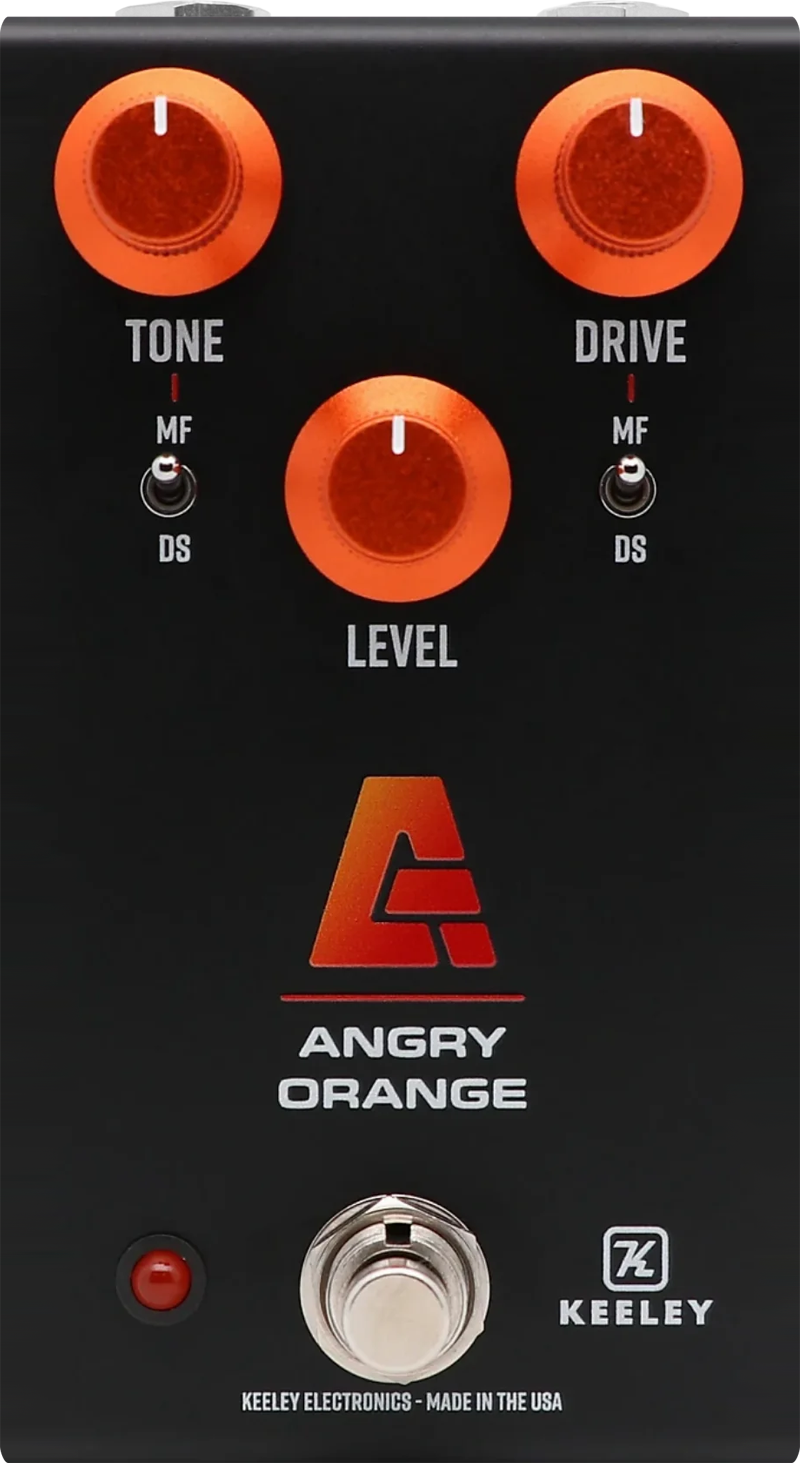 TONE
DRIVE
MF
MF
DS
DS
LEVEL
ANGRY
ORANGE
KEELEY
KEELEY ELECTRONICS - MADE IN THE USA